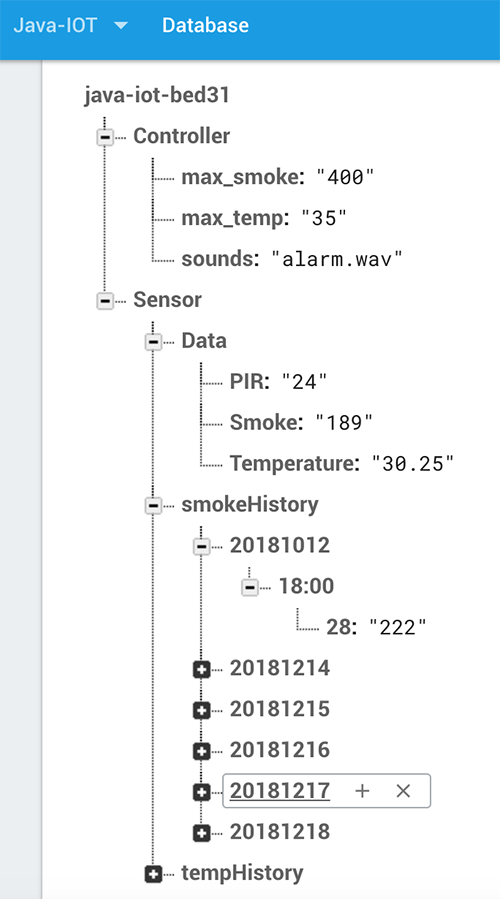 Java-IOT Database
java-iot-bed31
Controller
max_smoke: "400"
max_temp: "35"
sounds: "alarm.wav"
Sensor
Data
PIR: "24"
Smoke: "189"
Temperature: "30.25"
smokeHistory
20181012
18:00
28: "222"
20181214
20181215
20181216
20181217
20181218
tempHistory